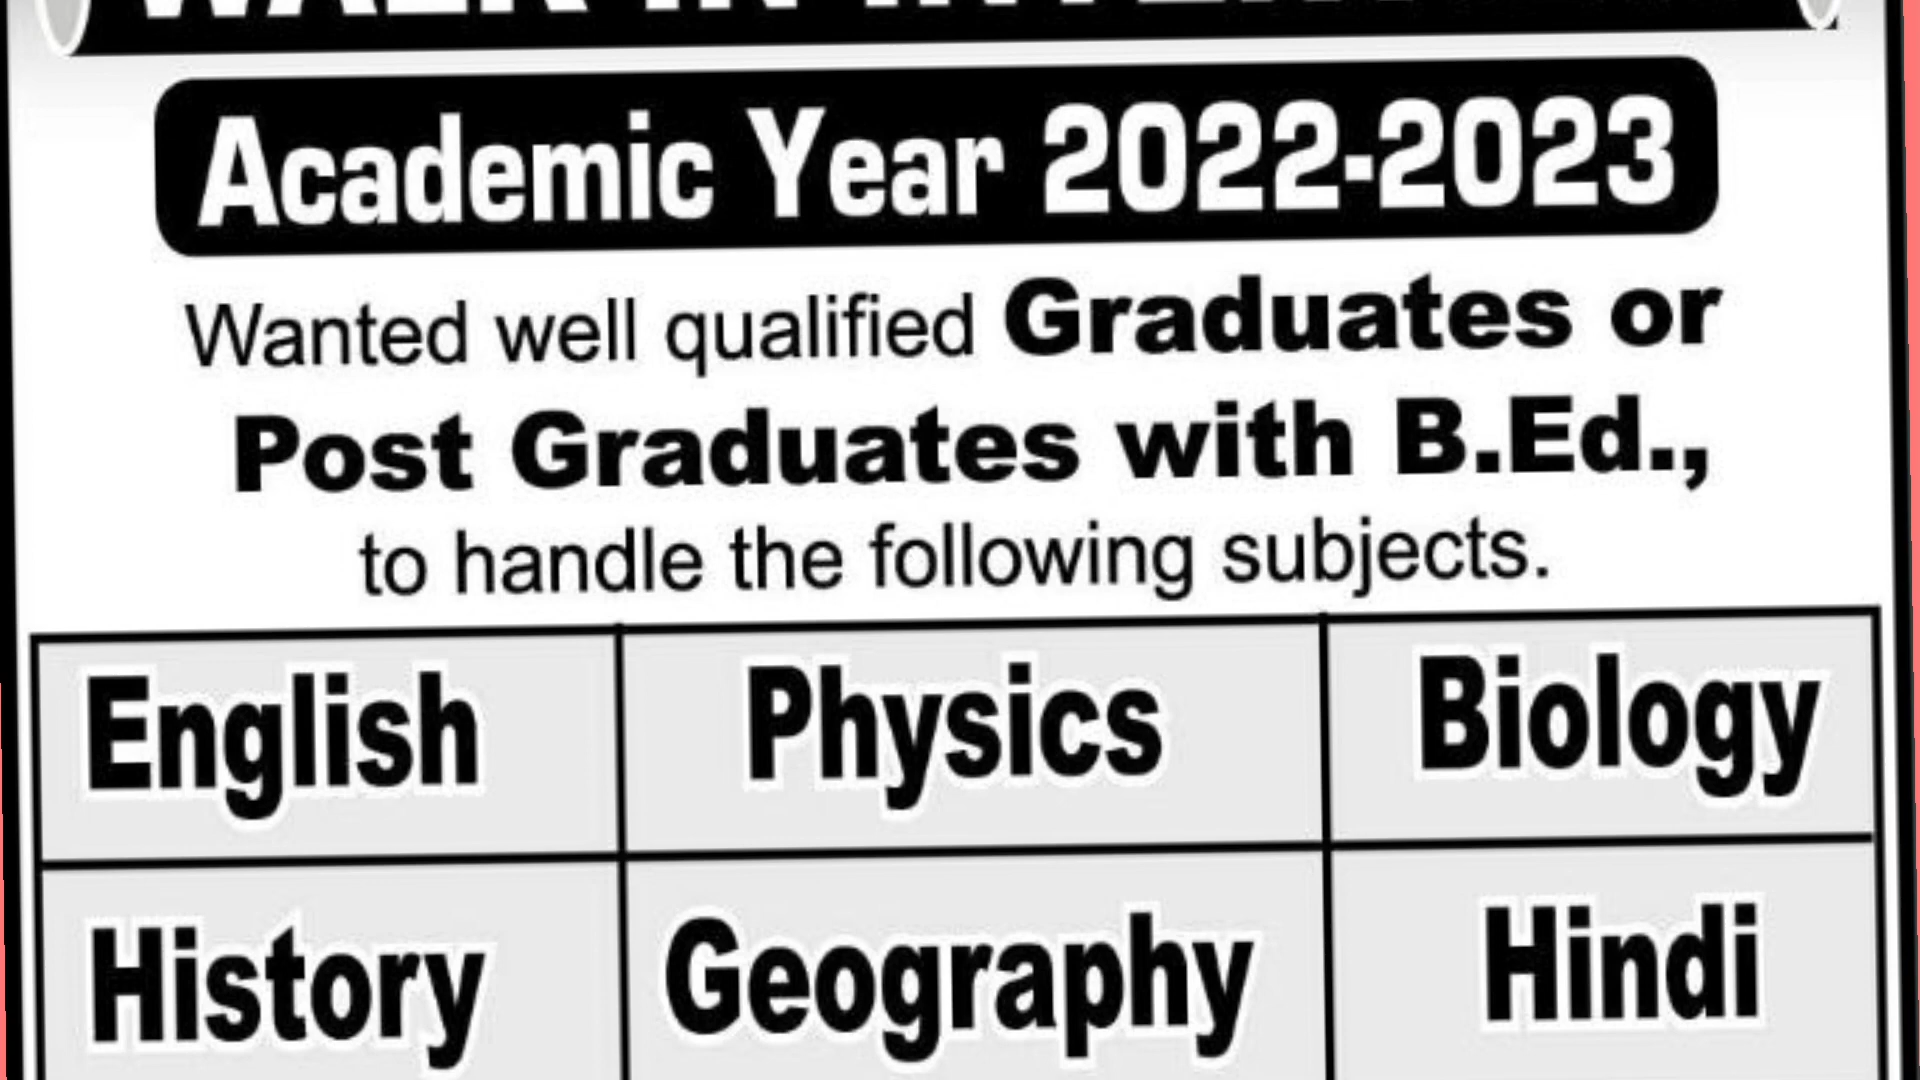 Academic Year 2022-2023
Wanted well qualified Graduates or
Post Graduates with B.Ed.,
to handle the following subjects.
English Physics Biology
History Geography Hindi